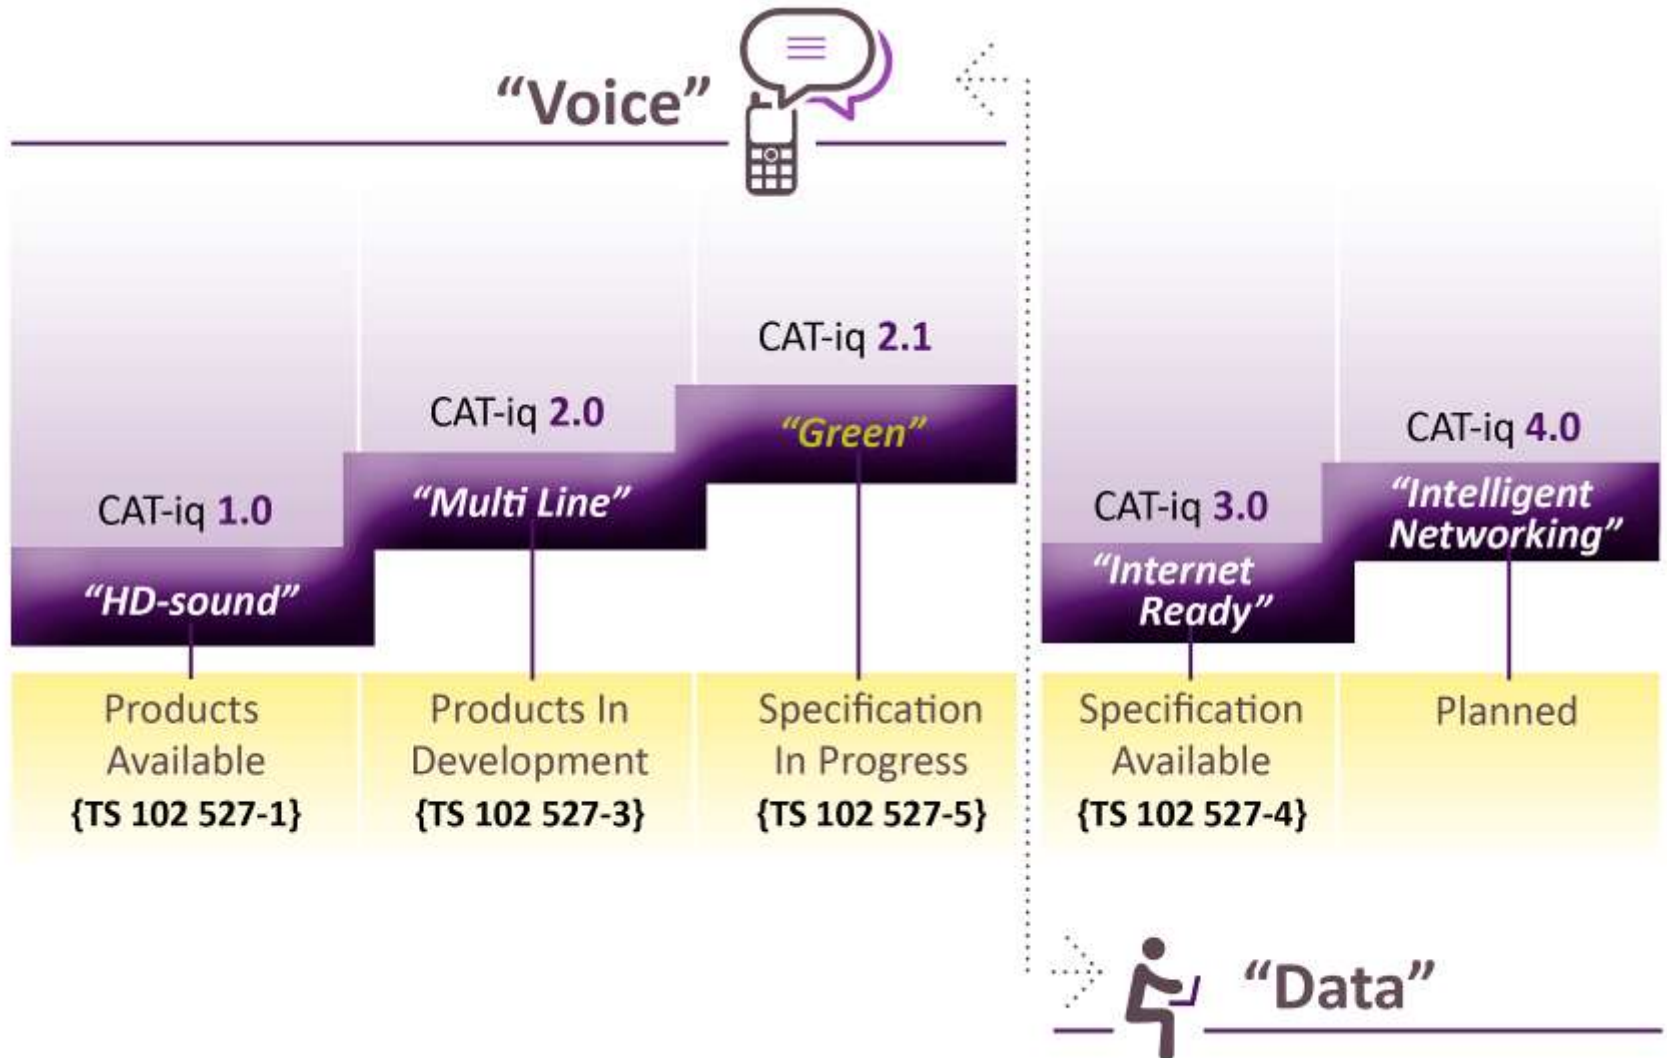 “Voice”
CAT-iq 1.0
“HD-sound”
Products
Available
{TS 102 527-1}
CAT-iq 2.0
“Multi Line”
Products In
Development
{TS 102 527-3}
CAT-iq 2.1
“Green”
Specification
In Progress
{TS 102 527-5}
CAT-iq 3.0
“Internet
Ready”
Specification
Available
{TS 102 527-4}
CAT-iq 4.0
“Intelligent
Networking”
Planned
“Data”